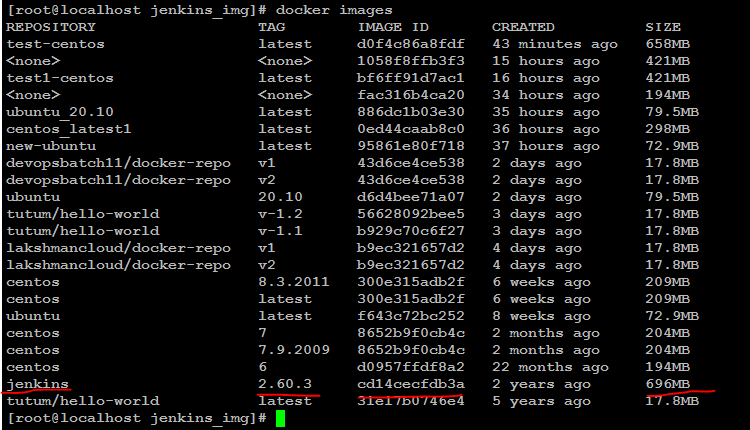 [root@localhost jenkins_img]# docker images
REPOSITORY TAG IMAGE ID CREATED SIZE
test-centos latest d0f4c86a8fdf 43 minutes ago 658MB
<none> <none> 1058f8ffb3f3 15 hours ago 421MB
test1-centos latest bf6ff91d7ac1 16 hours ago 421MB
<none> <none> fac316b4ca20 34 hours ago 194MB
ubuntu_20.10 latest 886dc1b03e30 35 hours ago 79.5MB
centos_latest1 latest 0ed44caab8c0 36 hours ago 298MB
new-ubuntu latest 95861e80f718 37 hours ago 72.9MB
devopsbatch11/docker-repo v1 43d6ce4ce538 2 days ago 17.8MB
devopsbatch11/docker-repo v2 43d6ce4ce538 2 days ago 17.8MB
ubuntu 20.10 d6d4bee71a07 2 days ago 79.5MB
tutum/hello-world v-1.2 56628092bee5 3 days ago 17.8MB
tutum/hello-world v-1.1 b929c70c6f27 3 days ago 17.8MB
lakshmancloud/docker-repo v1 b9ec321657d2 4 days ago 17.8MB
lakshmancloud/docker-repo v2 b9ec321657d2 4 days ago 17.8MB
centos 8.3.2011 300e315adb2f 6 weeks ago 209MB
centos latest 300e315adb2f 6 weeks ago 209MB
ubuntu latest f643c72bc252 8 weeks ago 72.9MB
centos 7 8652b9f0cb4c 2 months ago 204MB
centos 7.9.2009 8652b9f0cb4c 2 months ago 204MB
centos 6 d0957ffdf8a2 22 months ago 194MB
jenkins 2.60.3 cd14cecfdb3a 2 years ago 696MB
tutum/hello-world latest 31e17b0746e4 5 years ago 17.8MB
[root@localhost jenkins_img]#